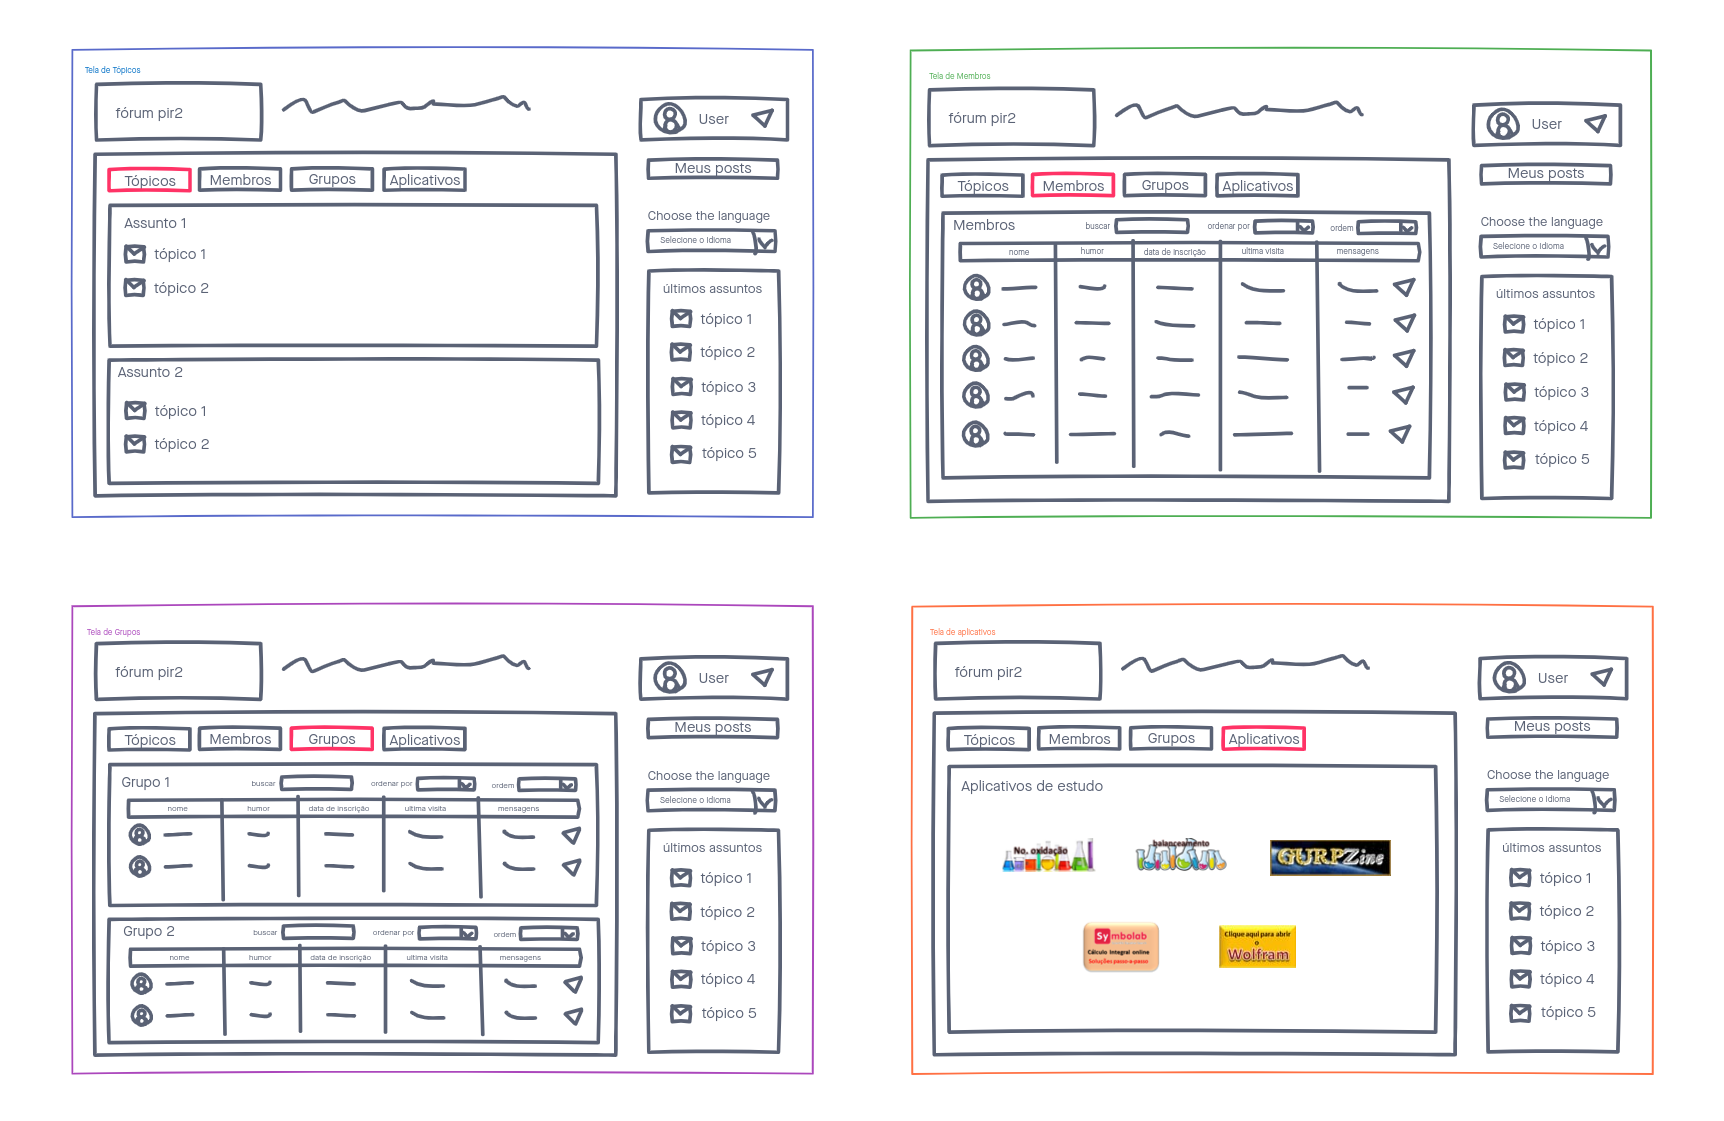 Tela de Tópicos
fórum pir2
User
Meus posts
Tópicos Membros Grupos Aplicativos
Assunto 1
tópico 1
tópico 2
Assunto 2
tópico 1
tópico 2
Choose the language
Selecione o Idioma
últimos assuntos
tópico 1
tópico 2
tópico 3
tópico 4
tópico 5
Tela de Membros
fórum pir2
User
Meus posts
Tópicos Membros Grupos Aplicativos
Membros buscar ordenar por ordem
nome humor data de inscrição ultima visita mensagens
Choose the language
Selecione o Idioma
últimos assuntos
tópico 1
tópico 2
tópico 3
tópico 4
tópico 5
Tela de Grupos
fórum pir2
User
Meus posts
Tópicos Membros Grupos Aplicativos
Grupo 1 buscar ordenar por ordem
nome humor data de inscrição ultima visita mensagens
Grupo 2 buscar ordenar por ordem
nome humor data de inscrição ultima visita mensagens
Choose the language
Selecione o Idioma
últimos assuntos
tópico 1
tópico 2
tópico 3
tópico 4
tópico 5
Tela de aplicativos
fórum pir2
User
Meus posts
Tópicos Membros Grupos Aplicativos
Aplicativos de estudo
No. oxidação
balanceamento
GURPZine
Symbolab
Cálculo Integral online
Soluções passo-a-passo
Clique aqui para abrir
o
Wolfram
Choose the language
Selecione o Idioma
últimos assuntos
tópico 1
tópico 2
tópico 3
tópico 4
tópico 5